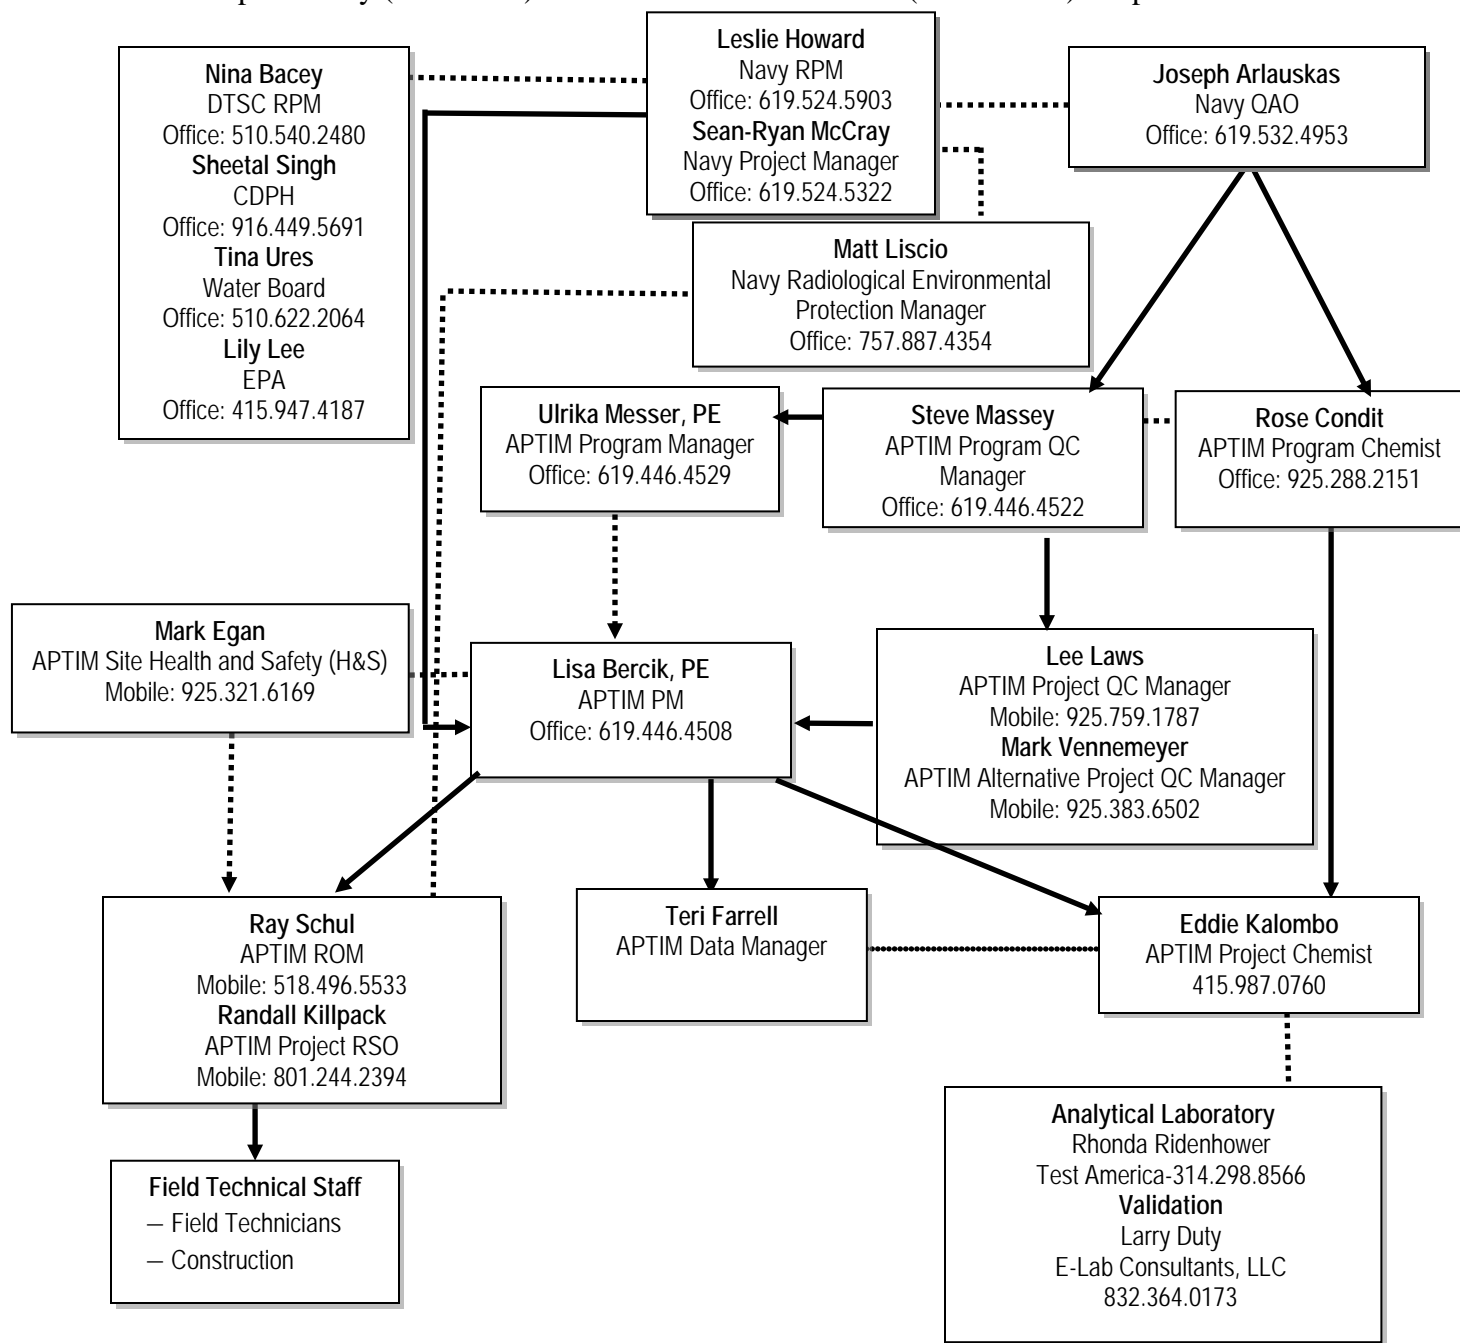 Nina Bacey
DTSC RPM
Office: 510.540.2480
Sheetal Singh
CDPH
Office: 916.449.5691
Tina Ures
Water Board
Office: 510.622.2064
Lily Lee
EPA
Office: 415.947.4187
Leslie Howard
Navy RPM
Office: 619.524.5903
Sean-Ryan McCray
Navy Project Manager
Office: 619.524.5322
Joseph Arlauskas
Navy QAO
Office: 619.532.4953
Matt Liscio
Navy Radiological Environmental
Protection Manager
Office: 757.887.4354
Ulrika Messer, PE
APTIM Program Manager
Office: 619.446.4529
Steve Massey
APTIM Program QC
Manager
Office: 619.446.4522
Rose Condit
APTIM Program Chemist
Office: 925.288.2151
Mark Egan
APTIM Site Health and Safety (H&S)
Mobile: 925.321.6169
Lisa Bercik, PE
APTIM PM
Office: 619.446.4508
Lee Laws
APTIM Project QC Manager
Mobile: 925.759.1787
Mark Vennemeyer
APTIM Alternative Project QC Manager
Mobile: 925.383.6502
Ray Schul
APTIM ROM
Mobile: 518.496.5533
Randall Killpack
APTIM Project RSO
Mobile: 801.244.2394
Teri Farrell
APTIM Data Manager
Eddie Kalombo
APTIM Project Chemist
415.987.0760
Field Technical Staff
– Field Technicians
– Construction
Analytical Laboratory
Rhonda Ridenhower
Test America-314.298.8566
Validation
Larry Duty
E-Lab Consultants, LLC
832.364.0173